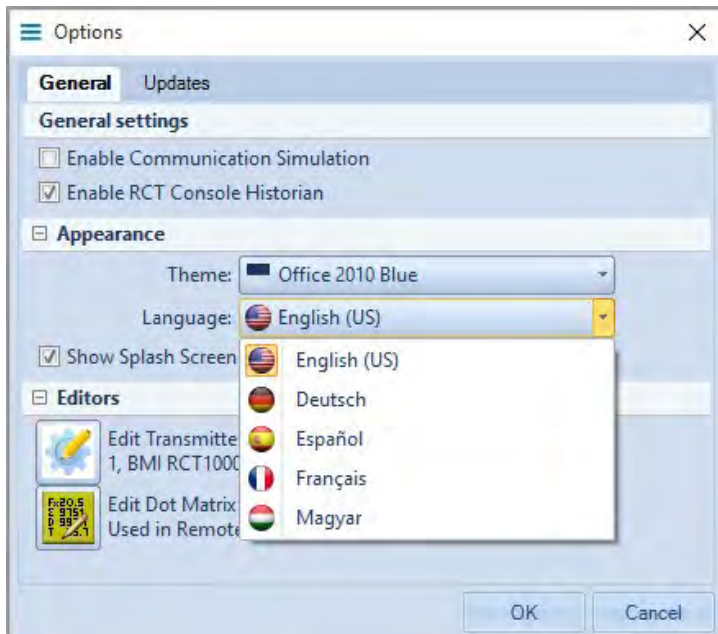 Options
General Updates
General settings
Enable Communication Simulation
Enable RCT Console Historian
Appearance
Theme: Office 2010 Blue
Language: English (US)
Show Splash Screen
English (US)
Deutsch
Español
Français
Magyar
Editors
Edit Transmitte
1, BMI RCT1000
Edit Dot Matrix
Used in Remote
OK Cancel